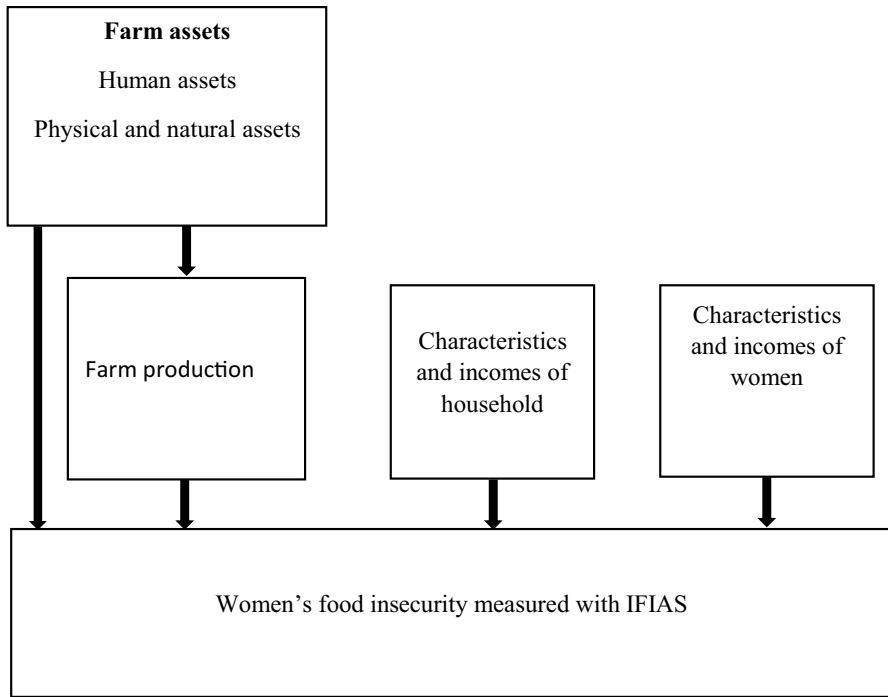 Farm assets
Human assets
Physical and natural assets
Farm production
Characteristics
and incomes of
household
Characteristics
and incomes of
women
Women’s food insecurity measured with IFIAS